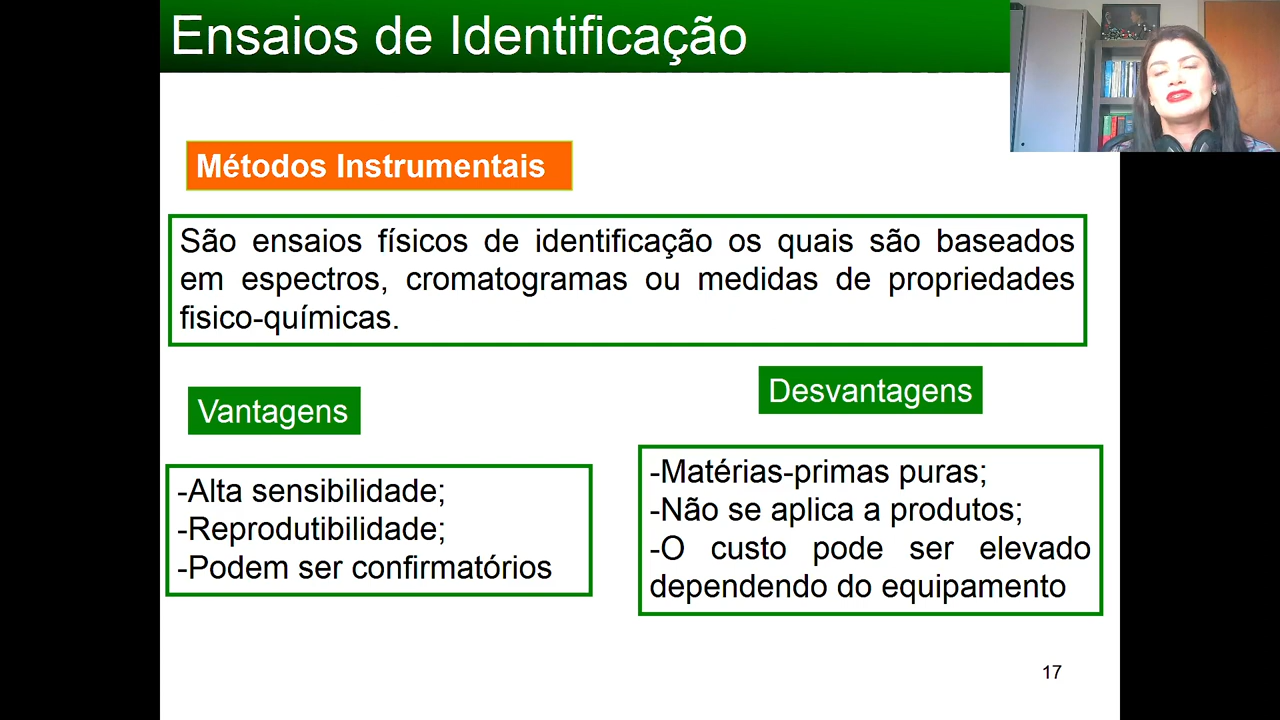 Ensaios de Identificação
Métodos Instrumentais
São ensaios físicos de identificação os quais são baseados
em espectros, cromatogramas ou medidas de propriedades
fisico-químicas.
Vantagens
-Alta sensibilidade;
-Reprodutibilidade;
-Podem ser confirmatórios
Desvantagens
-Matérias-primas puras;
-Não se aplica a produtos;
-O custo pode ser elevado
dependendo do equipamento
17